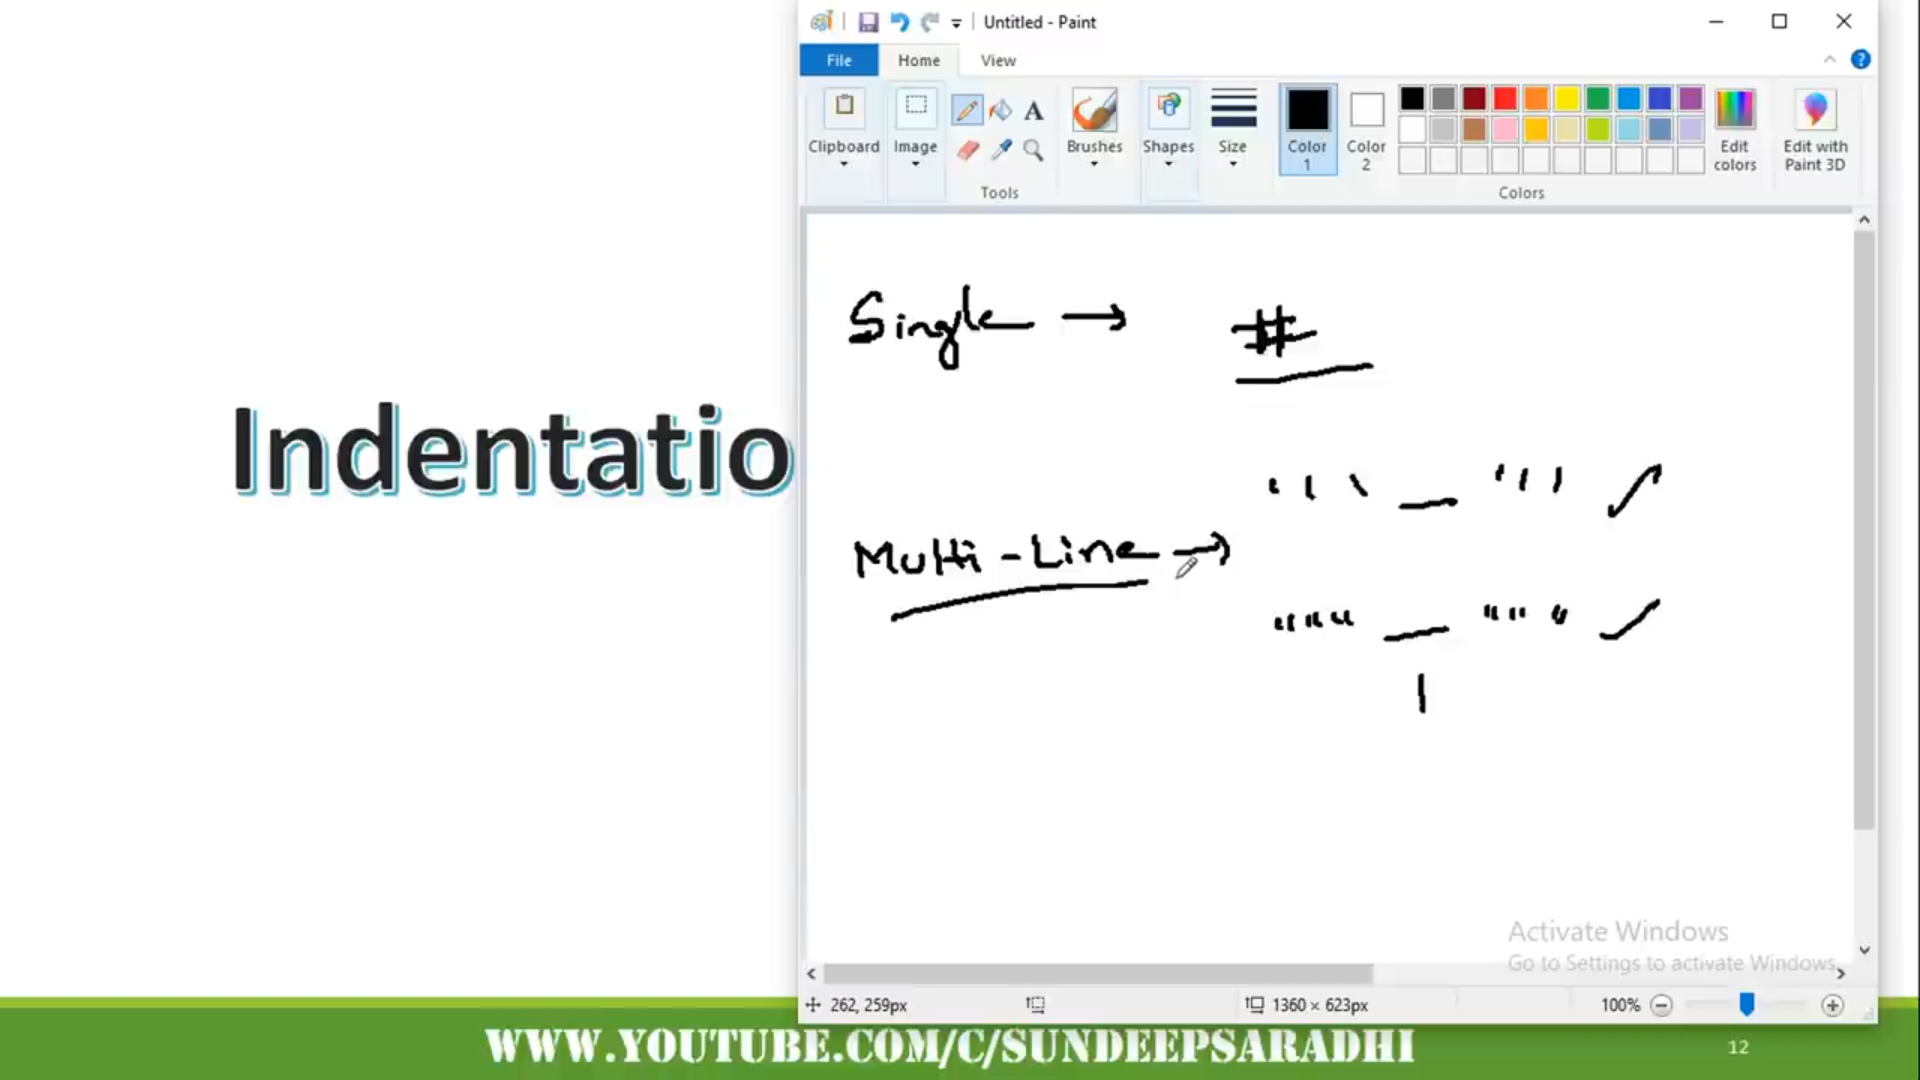 Untitled - Paint
File Home View
Clipboard Image Tools Brushes Shapes Size Color 1 Color 2 Edit colors Edit with Paint 3D
Colors
Single → #
Indentatio
''' — '''
Multi-Line →
""" — """
Activate Windows
Go to Settings to activate Windows.
262, 259px 1360 × 623px 100%
WWW.YOUTUBE.COM/C/SUNDEEPSARADHI
12